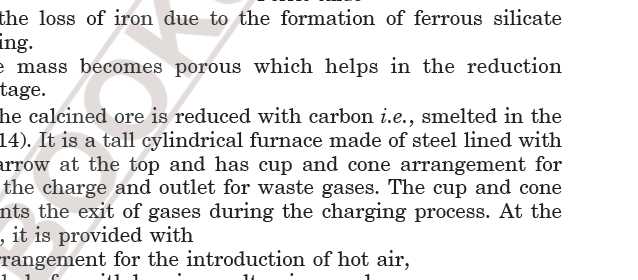 the loss of iron due to the formation of ferrous silicate
ing.
e mass becomes porous which helps in the reduction
tage.
he calcined ore is reduced with carbon i.e., smelted in the
14). It is a tall cylindrical furnace made of steel lined with
arrow at the top and has cup and cone arrangement for
the charge and outlet for waste gases. The cup and cone
nts the exit of gases during the charging process. At the
, it is provided with
rrangement for the introduction of hot air,